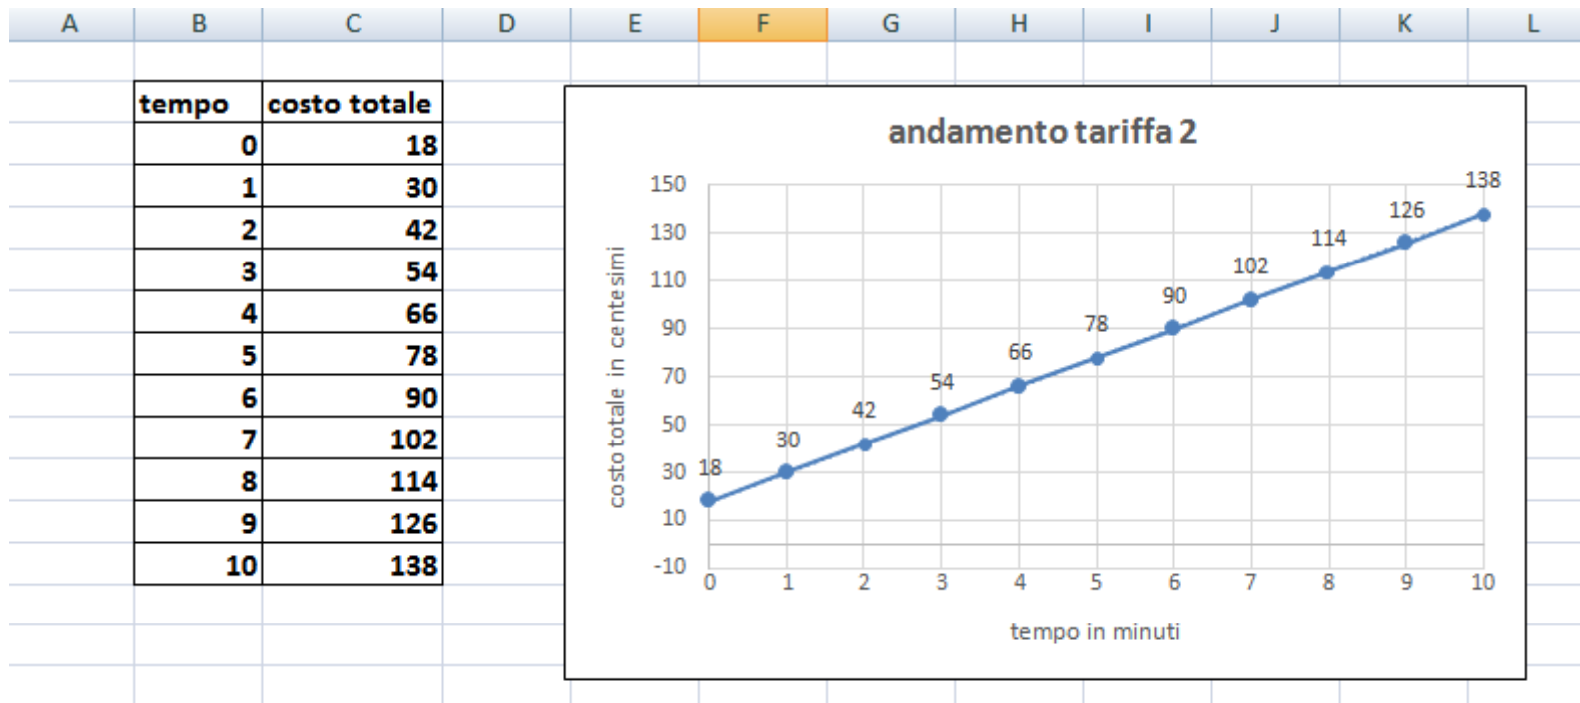 A B C D E F G H I J K L
tempo costo totale
0 18
1 30
2 42
3 54
4 66
5 78
6 90
7 102
8 114
9 126
10 138
andamento tariffa 2
costo totale in centesimi
150
130
110
90
70
50
30
10
-10
18 30 42 54 66 78 90 102 114 126 138
0 1 2 3 4 5 6 7 8 9 10
tempo in minuti